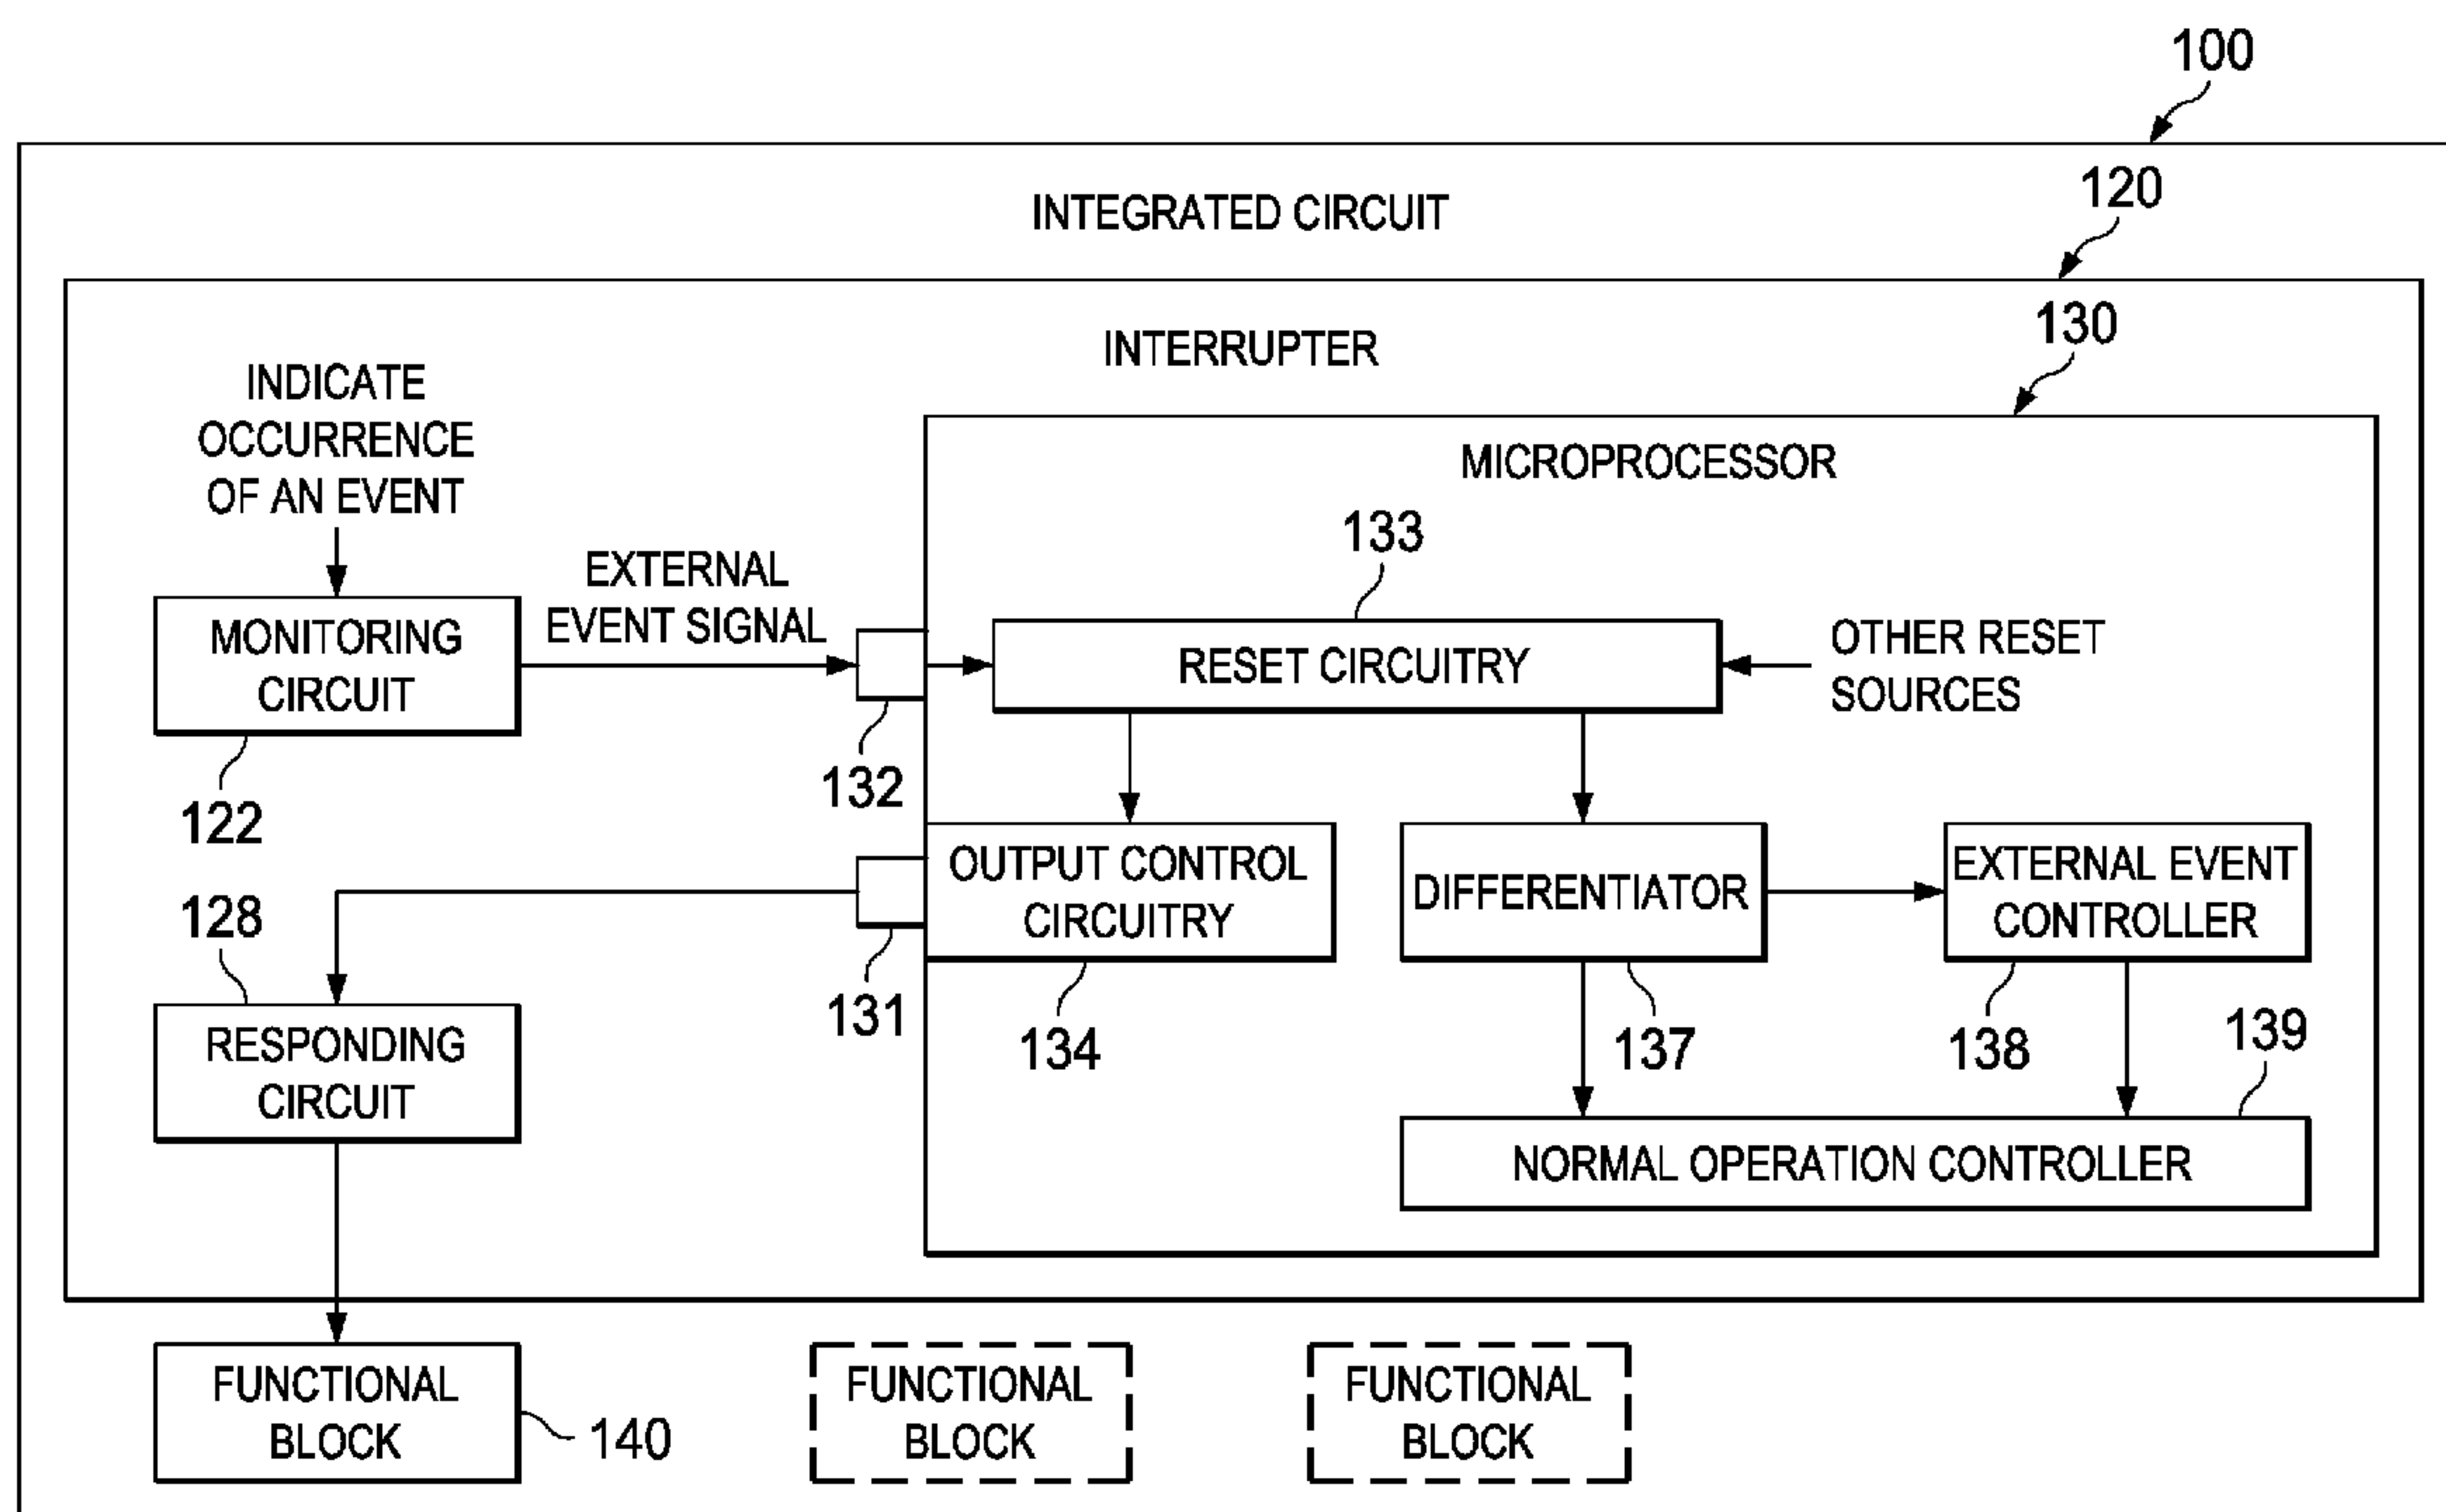 100
INTEGRATED CIRCUIT
120
INTERRUPTER
130
MICROPROCESSOR
INDICATE
OCCURRENCE
OF AN EVENT
MONITORING
CIRCUIT
122
EXTERNAL
EVENT SIGNAL
132
133
RESET CIRCUITRY
OTHER RESET
SOURCES
OUTPUT CONTROL
CIRCUITRY
134
131
DIFFERENTIATOR
137
EXTERNAL EVENT
CONTROLLER
138
139
NORMAL OPERATION CONTROLLER
128
RESPONDING
CIRCUIT
FUNCTIONAL
BLOCK
140
FUNCTIONAL
BLOCK
FUNCTIONAL
BLOCK